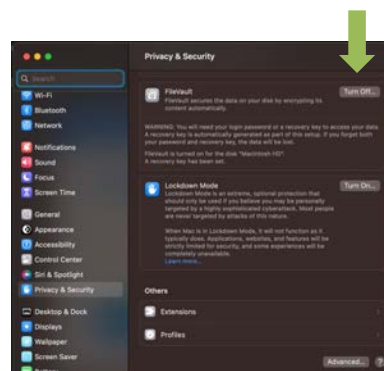 Privacy & Security
Search
Wi-Fi
Bluetooth
Network
Notifications
Sound
Focus
Screen Time
General
Appearance
Accessibility
Control Center
Siri & Spotlight
Privacy & Security
Desktop & Dock
Displays
Wallpaper
Screen Saver
FileVault
Turn Off...
FileVault secures the data on your disk by encrypting its
content automatically.
WARNING: You will need your login password or a recovery key to access your data.
A recovery key is automatically generated as part of this setup. If you forget both
your password and recovery key, the data will be lost.
FileVault is turned on for the disk "Macintosh HD".
A recovery key has been set.
Lockdown Mode
Turn On...
Lockdown Mode is an extreme, optional protection that
should only be used if you believe you may be personally
targeted by a highly sophisticated cyberattack. Most people
are never targeted by attacks of this nature.
When Mac is in Lockdown Mode, it will not function as it
typically does. Applications, websites, and features will be
strictly limited for security, and some experiences will be
completely unavailable.
Learn more...
Others
Extensions
Profiles
Advanced...
?